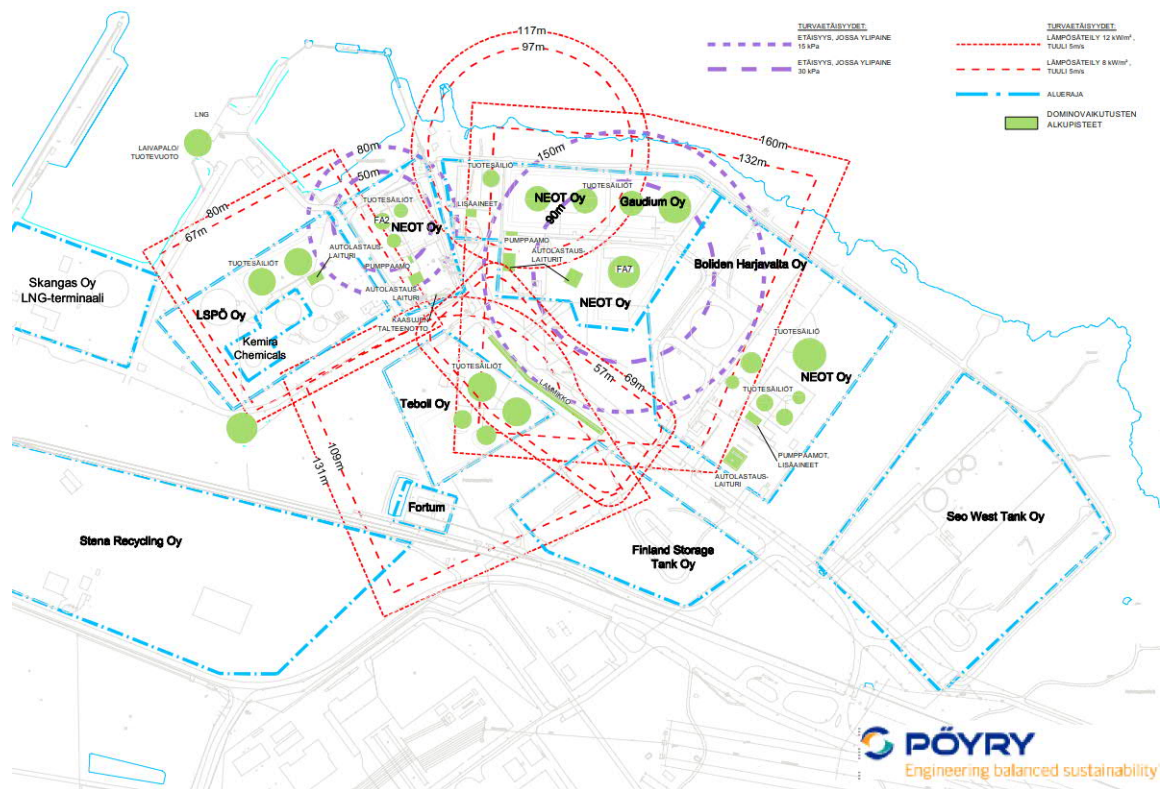 TURVAETÄISYYDET:
ETÄISYYS, JOSSA YLIPAINE
15 kPa
ETÄISYYS, JOSSA YLIPAINE
30 kPa
TURVAETÄISYYDET:
LÄMPÖSÄTEILY 12 kW/m²,
TUULI 5m/s
LÄMPÖSÄTEILY 8 kW/m²,
TUULI 5m/s
ALUERAJA
DOMINOVAIKUTUSTEN
ALKUPISTEET
117m
97m
LNG
LAIVAPALO/
TUOTEVUOTO
80m
50m
150m
160m
132m
TUOTESÄILIÖ
TUOTESÄILIÖT
NEOT Oy
Gaudium Oy
LISÄAINEET
90m
TUOTESÄILIÖT
FA2
NEOT Oy
80m
67m
PUMPPAAMO
AUTOLASTAUS-
LAITURIT
AUTOLASTAUS-
LAITURI
PUMPPAAMO
TUOTESÄILIÖT
FA7
Boliden Harjavalta Oy
Skangas Oy
LNG-terminaali
AUTOLASTAUS-
LAITURI
NEOT Oy
LSPÖ Oy
KAASUJEN
TALTEENOTTO
Kemira
Chemicals
TUOTESÄILIÖ
NEOT Oy
TUOTESÄILIÖT
57m
69m
LÄMMIKKÖ
TUOTESÄILIÖT
Teboil Oy
PUMPPAAMOT,
LISÄAINEET
AUTOLASTAUS-
LAITURI
109m
131m
Fortum
Stena Recycling Oy
Finland Storage
Tank Oy
Seo West Tank Oy
PÖYRY
Engineering balanced sustainability